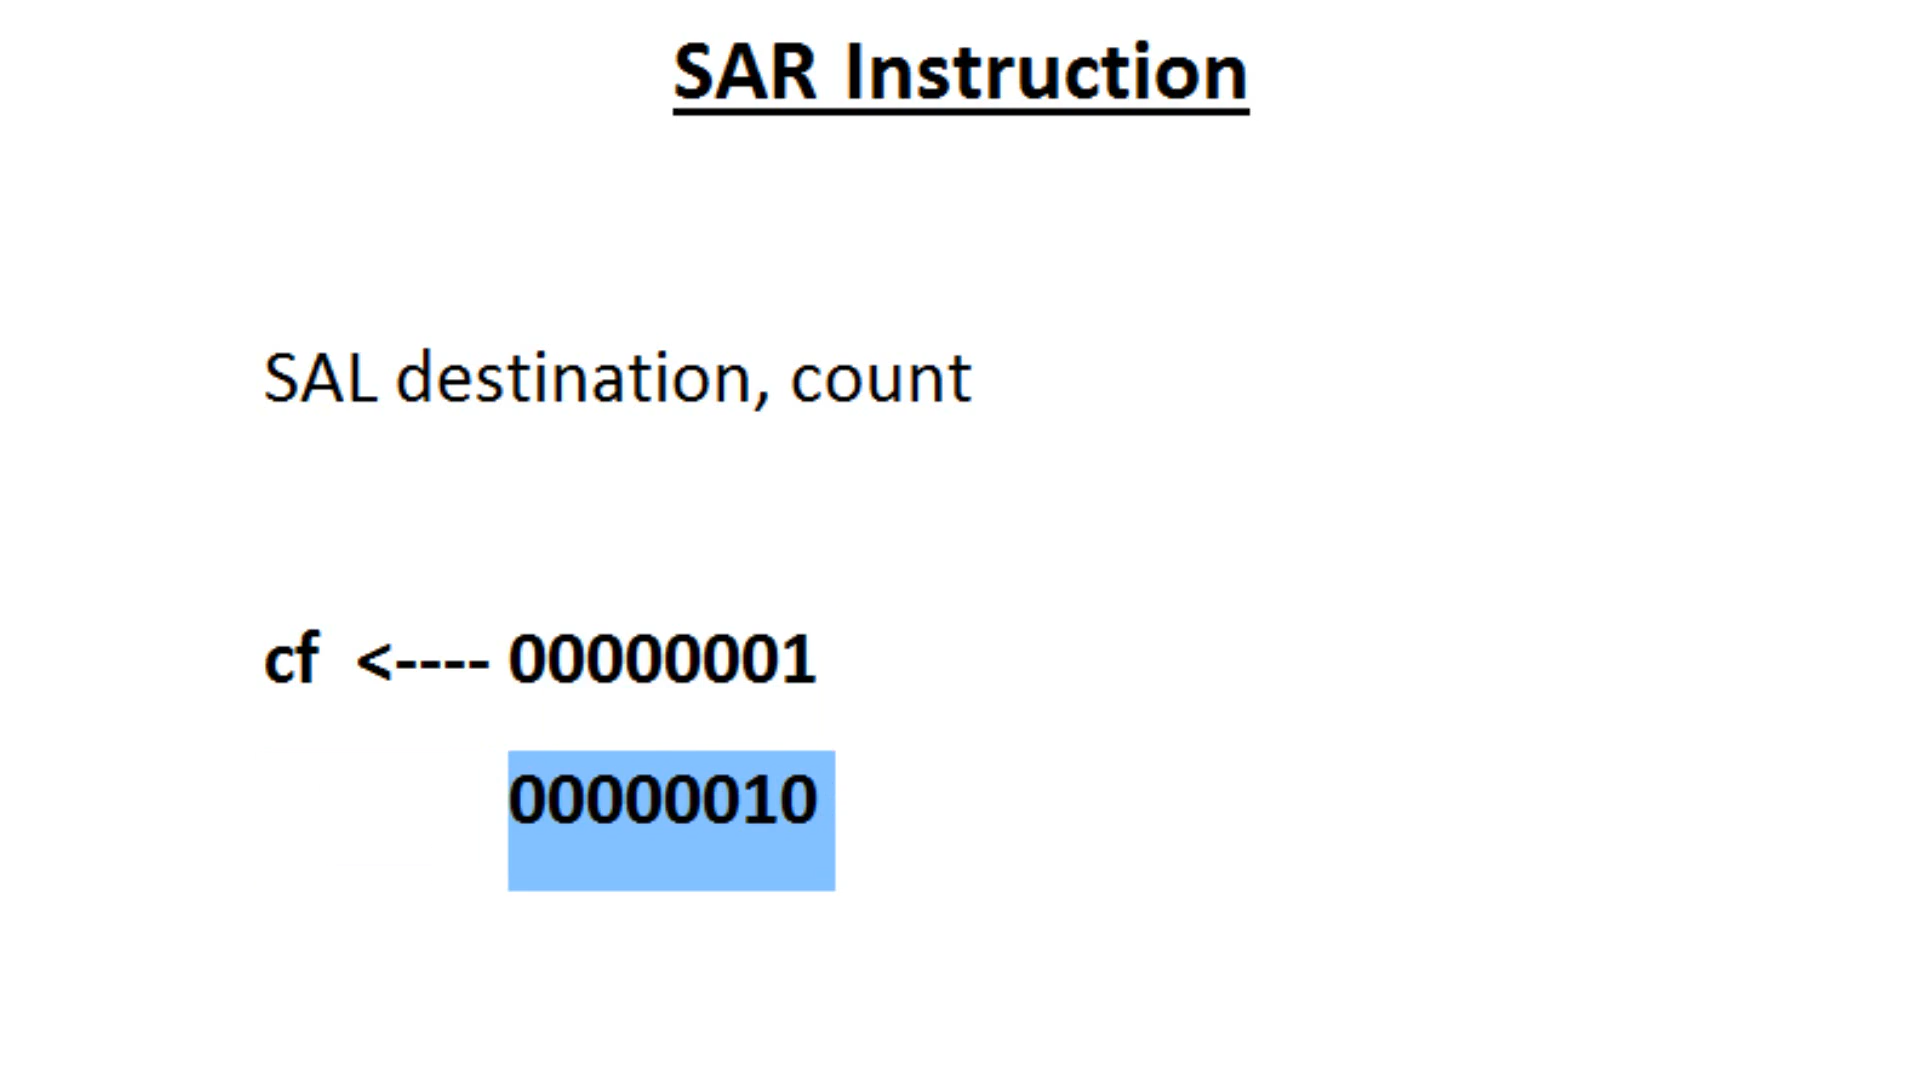 SAR Instruction
SAL destination, count
cf <---- 00000001
00000010